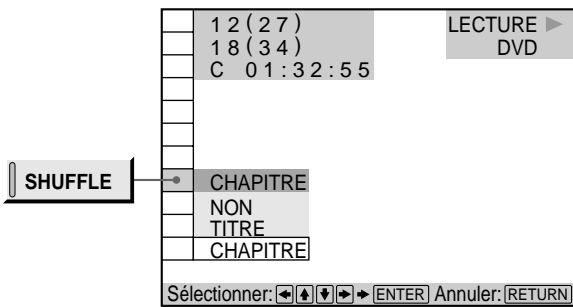 12(27)
18(34)
C 01:32:55
LECTURE
DVD
SHUFFLE
CHAPITRE
NON
TITRE
CHAPITRE
Sélectionner: ENTER Annuler: RETURN